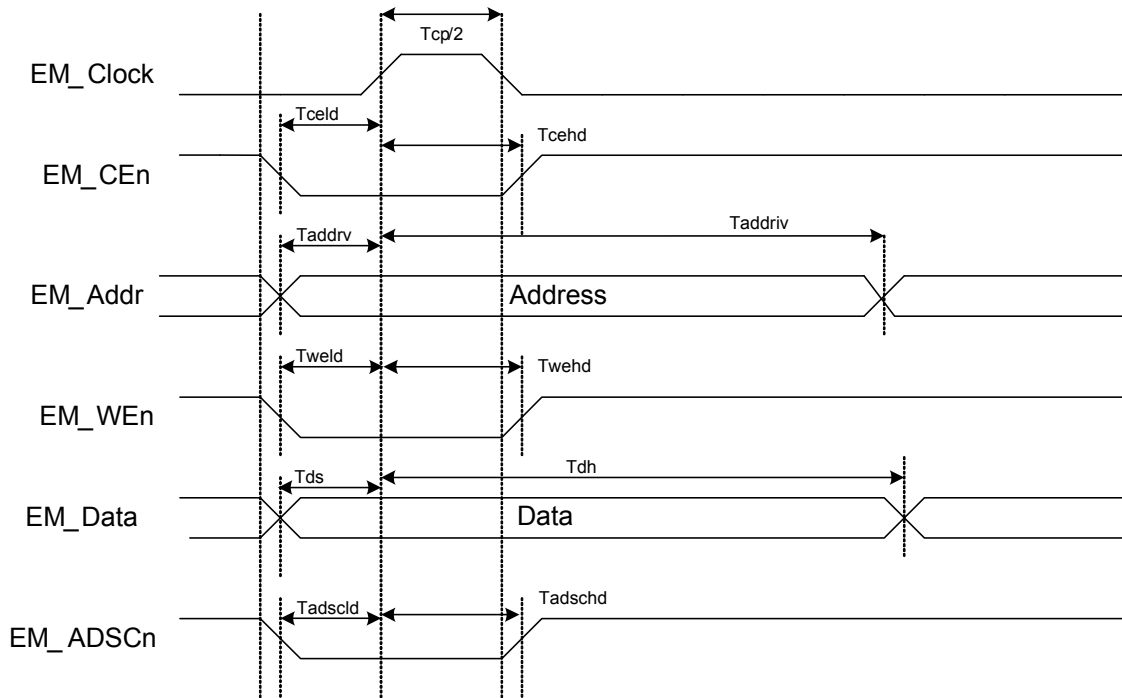 Tcp/2
EM_Clock
Tceld
Tcehd
EM_CEn
Taddrv
Taddriv
EM_Addr
Address
Tweld
Twehd
EM_WEn
Tds
Tdh
EM_Data
Data
Tadscld
Tadschd
EM_ADSCn